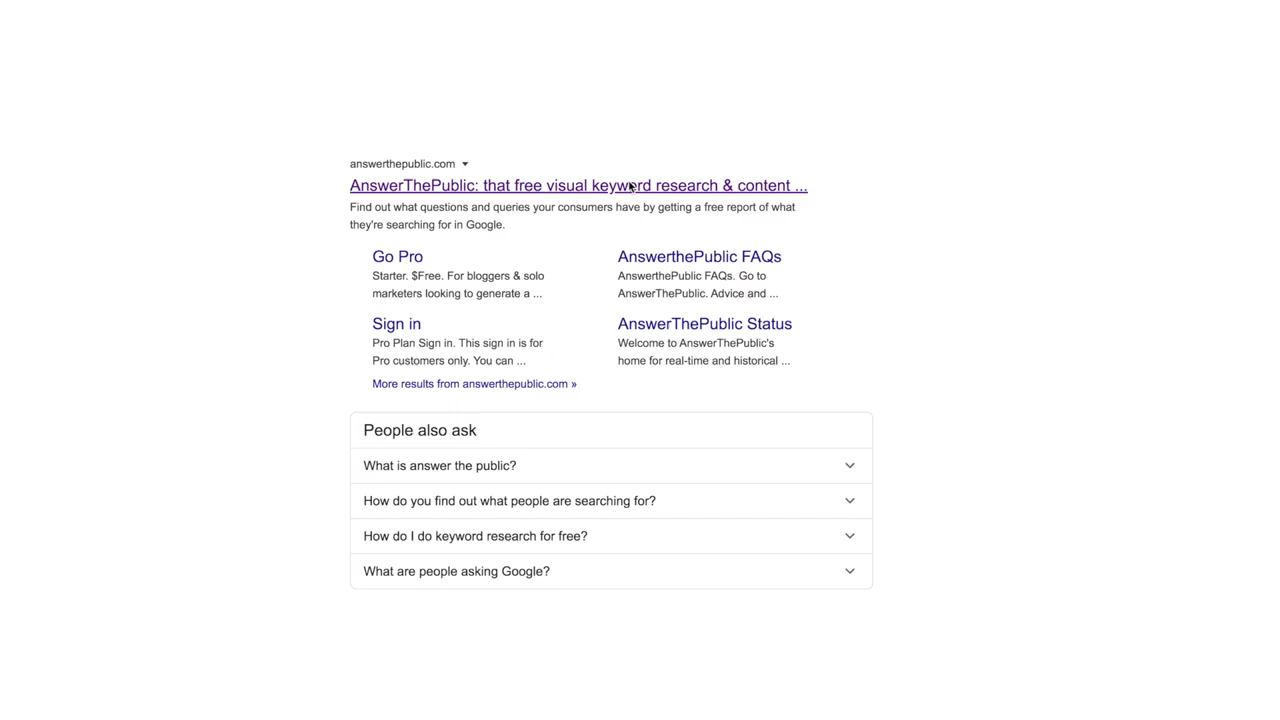 answerthepublic.com
AnswerThePublic: that free visual keyword research & content ...
Find out what questions and queries your consumers have by getting a free report of what
they're searching for in Google.
Go Pro
Starter. $Free. For bloggers & solo
marketers looking to generate a ...
AnswerthePublic FAQs
AnswerthePublic FAQs. Go to
AnswerThePublic. Advice and ...
Sign in
Pro Plan Sign in. This sign in is for
Pro customers only. You can ...
AnswerThePublic Status
Welcome to AnswerThePublic's
home for real-time and historical ...
More results from answerthepublic.com »
People also ask
What is answer the public?
How do you find out what people are searching for?
How do I do keyword research for free?
What are people asking Google?